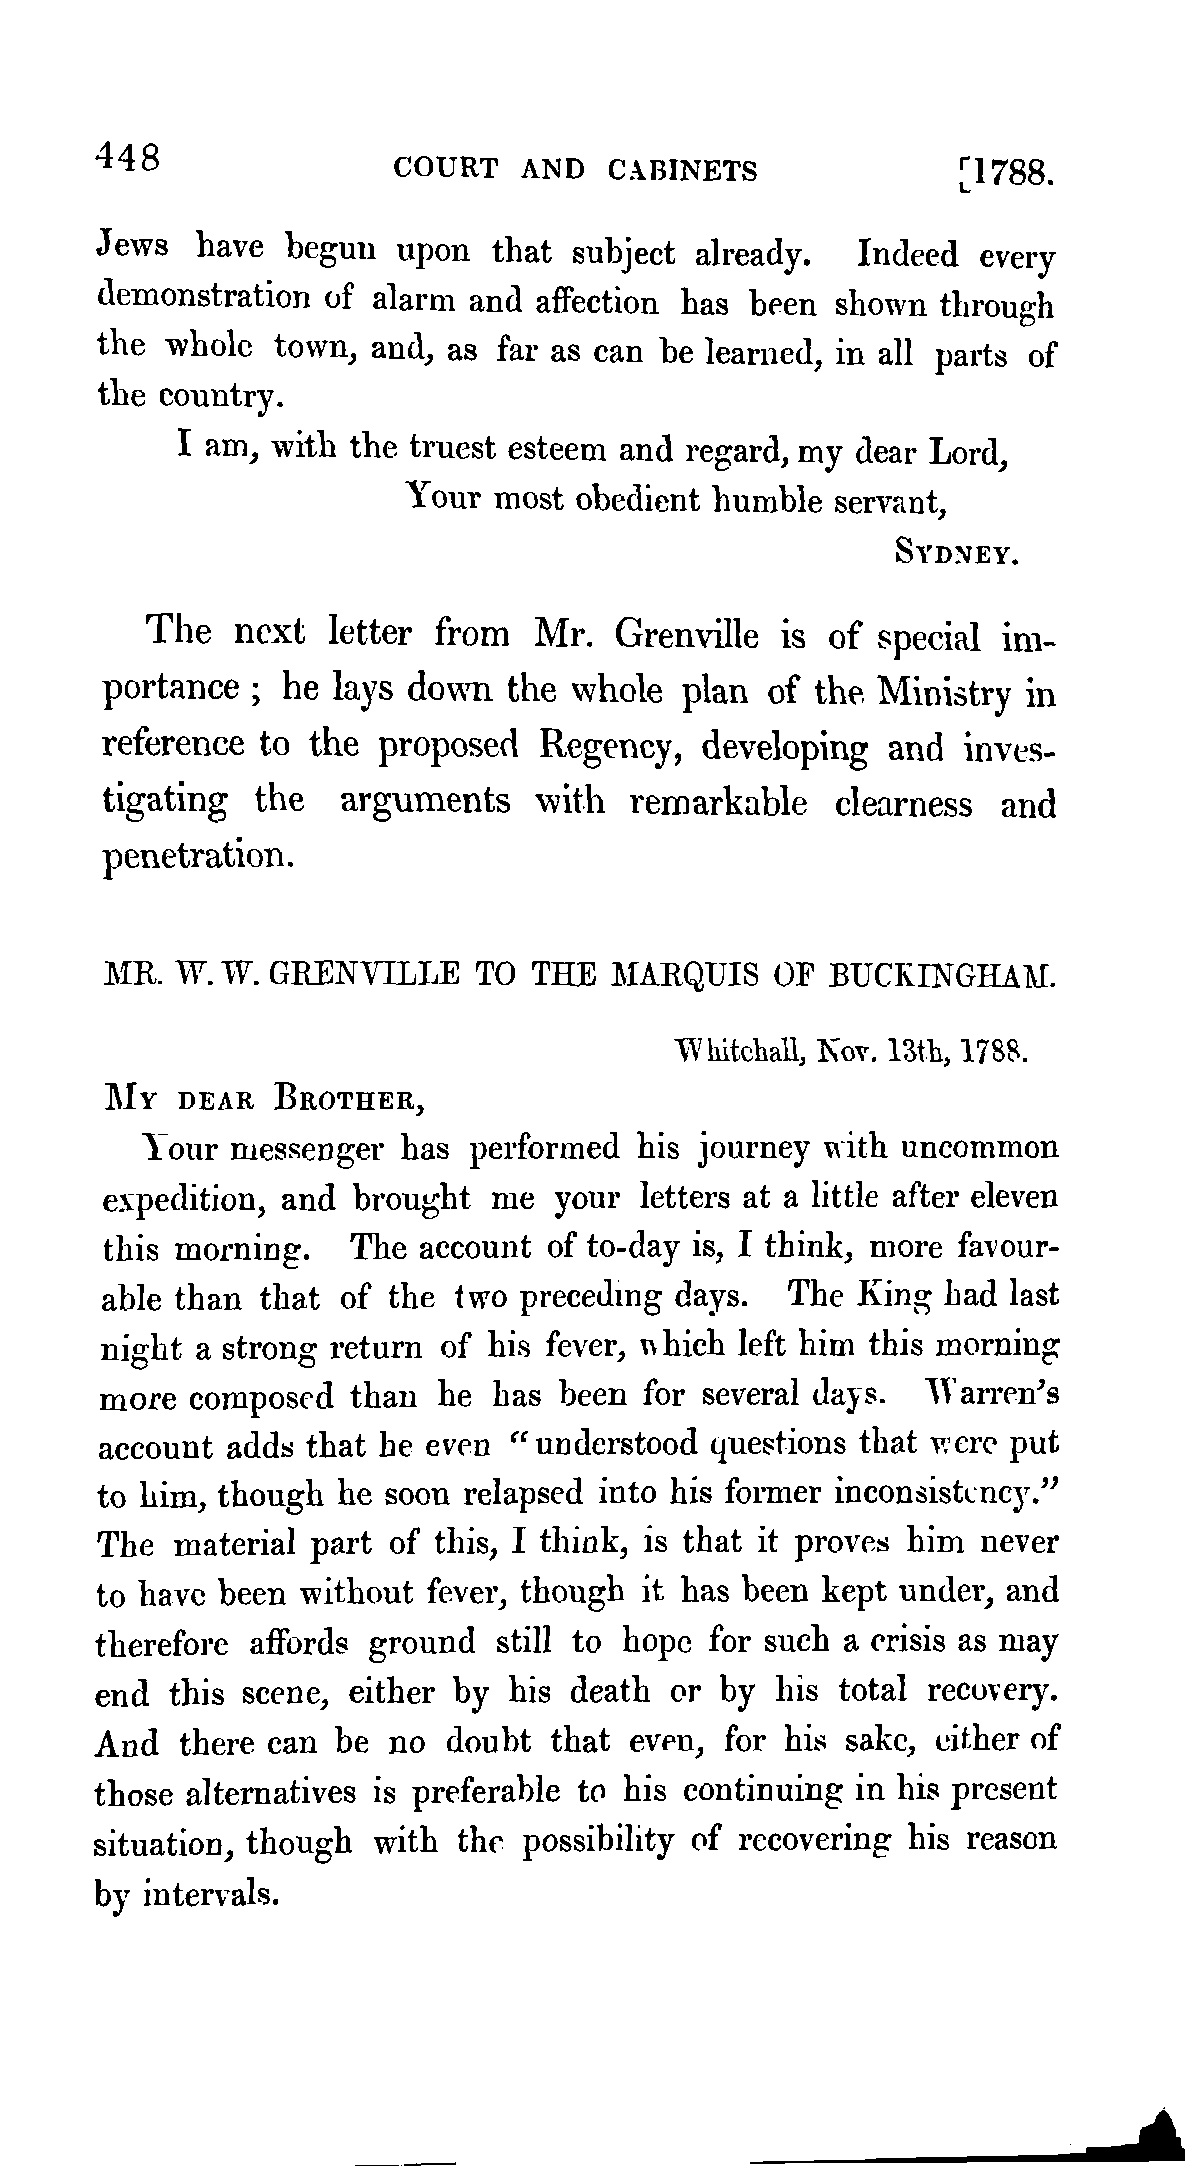 448 COURT AND CABINETS [1788.
Jews have begun upon that subject already. Indeed every
demonstration of alarm and affection has been shown through
the whole town, and, as far as can be learned, in all parts of
the country.
I am, with the truest esteem and regard, my dear Lord,
Your most obedient humble servant,
SYDNEY.
The next letter from Mr. Grenville is of special im-
portance ; he lays down the whole plan of the Ministry in
reference to the proposed Regency, developing and inves-
tigating the arguments with remarkable clearness and
penetration.
MR. W. W. GRENVILLE TO THE MARQUIS OF BUCKINGHAM.
Whitehall, Nov. 13th, 1788.
MY DEAR BROTHER,
Your messenger has performed his journey with uncommon
expedition, and brought me your letters at a little after eleven
this morning. The account of to-day is, I think, more favour-
able than that of the two preceding days. The King had last
night a strong return of his fever, which left him this morning
more composed than he has been for several days. Warren's
account adds that he even "understood questions that were put
to him, though he soon relapsed into his former inconsistency."
The material part of this, I think, is that it proves him never
to have been without fever, though it has been kept under, and
therefore affords ground still to hope for such a crisis as may
end this scene, either by his death or by his total recovery.
And there can be no doubt that even, for his sake, either of
those alternatives is preferable to his continuing in his present
situation, though with the possibility of recovering his reason
by intervals.